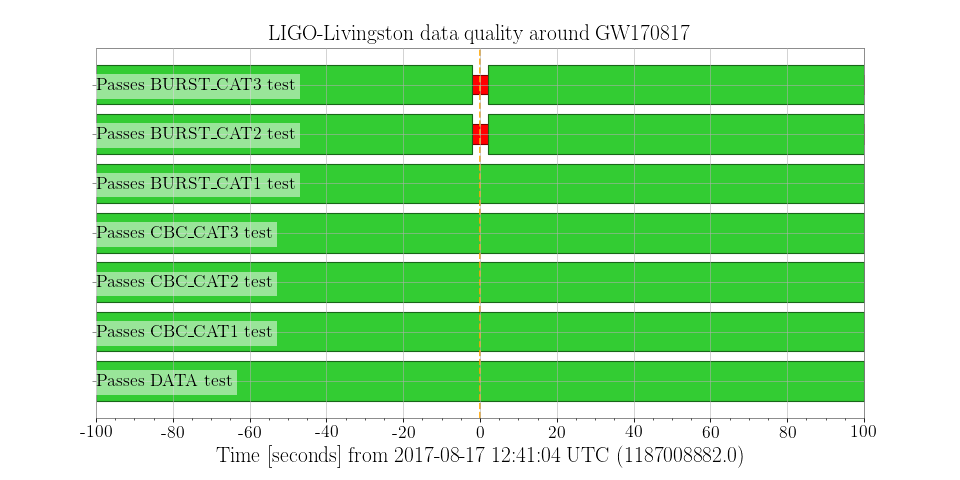 LIGO-Livingston data quality around GW170817
Passes BURST_CAT3 test
Passes BURST_CAT2 test
Passes BURST_CAT1 test
Passes CBC_CAT3 test
Passes CBC_CAT2 test
Passes CBC_CAT1 test
Passes DATA test
-100 -80 -60 -40 -20 0 20 40 60 80 100
Time [seconds] from 2017-08-17 12:41:04 UTC (1187008882.0)